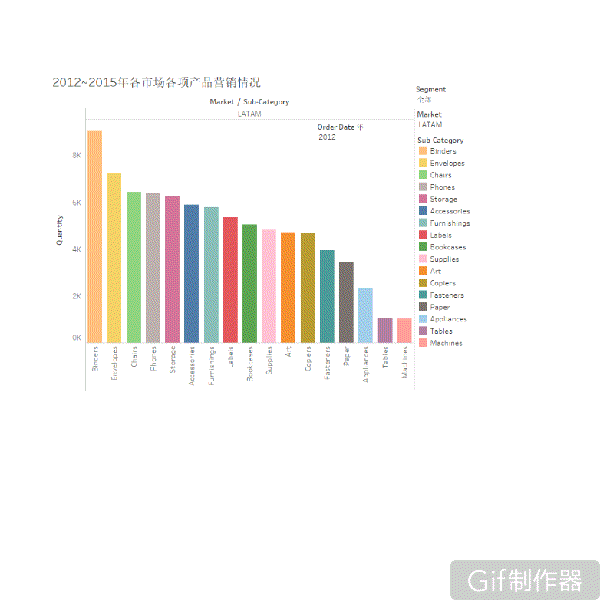 2012~2015年各市场各项产品营销情况
Market / Sub-Category
LATAM
Order Date 年
2012
Quantity
8K
6K
4K
2K
0K
Binders
Envelopes
Chairs
Phones
Storage
Accessories
Furnishings
Labels
Bookcases
Supplies
Art
Copiers
Fasteners
Paper
Appliances
Tables
Machines
Segment
全部
Market
LATAM
Sub Category
Binders
Envelopes
Chairs
Phones
Storage
Accessories
Furnishings
Labels
Bookcases
Supplies
Art
Copiers
Fasteners
Paper
Appliances
Tables
Machines
Gif制作器